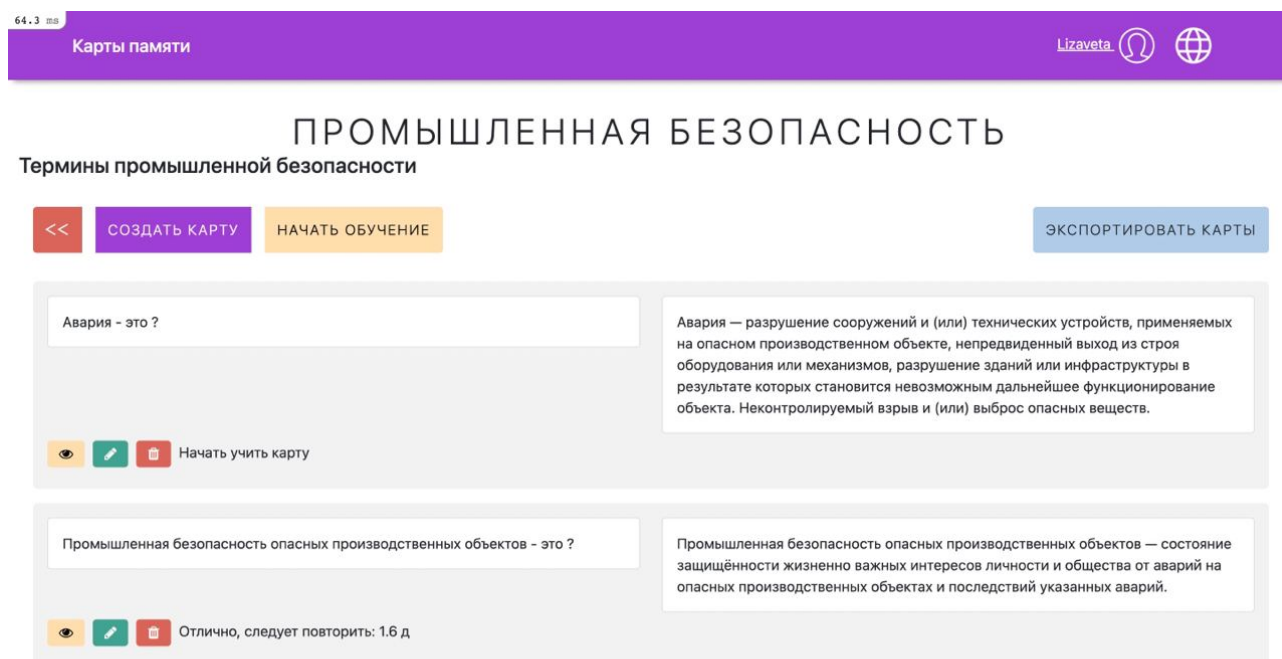 64.3 ms
Карты памяти
Lizaveta
ПРОМЫШЛЕННАЯ БЕЗОПАСНОСТЬ
Термины промышленной безопасности
<<
СОЗДАТЬ КАРТУ
НАЧАТЬ ОБУЧЕНИЕ
ЭКСПОРТИРОВАТЬ КАРТЫ
Авария - это ?
Авария — разрушение сооружений и (или) технических устройств, применяемых
на опасном производственном объекте, непредвиденный выход из строя
оборудования или механизмов, разрушение зданий или инфраструктуры в
результате которых становится невозможным дальнейшее функционирование
объекта. Неконтролируемый взрыв и (или) выброс опасных веществ.
Начать учить карту
Промышленная безопасность опасных производственных объектов - это ?
Промышленная безопасность опасных производственных объектов — состояние
защищённости жизненно важных интересов личности и общества от аварий на
опасных производственных объектах и последствий указанных аварий.
Отлично, следует повторить: 1.6 д